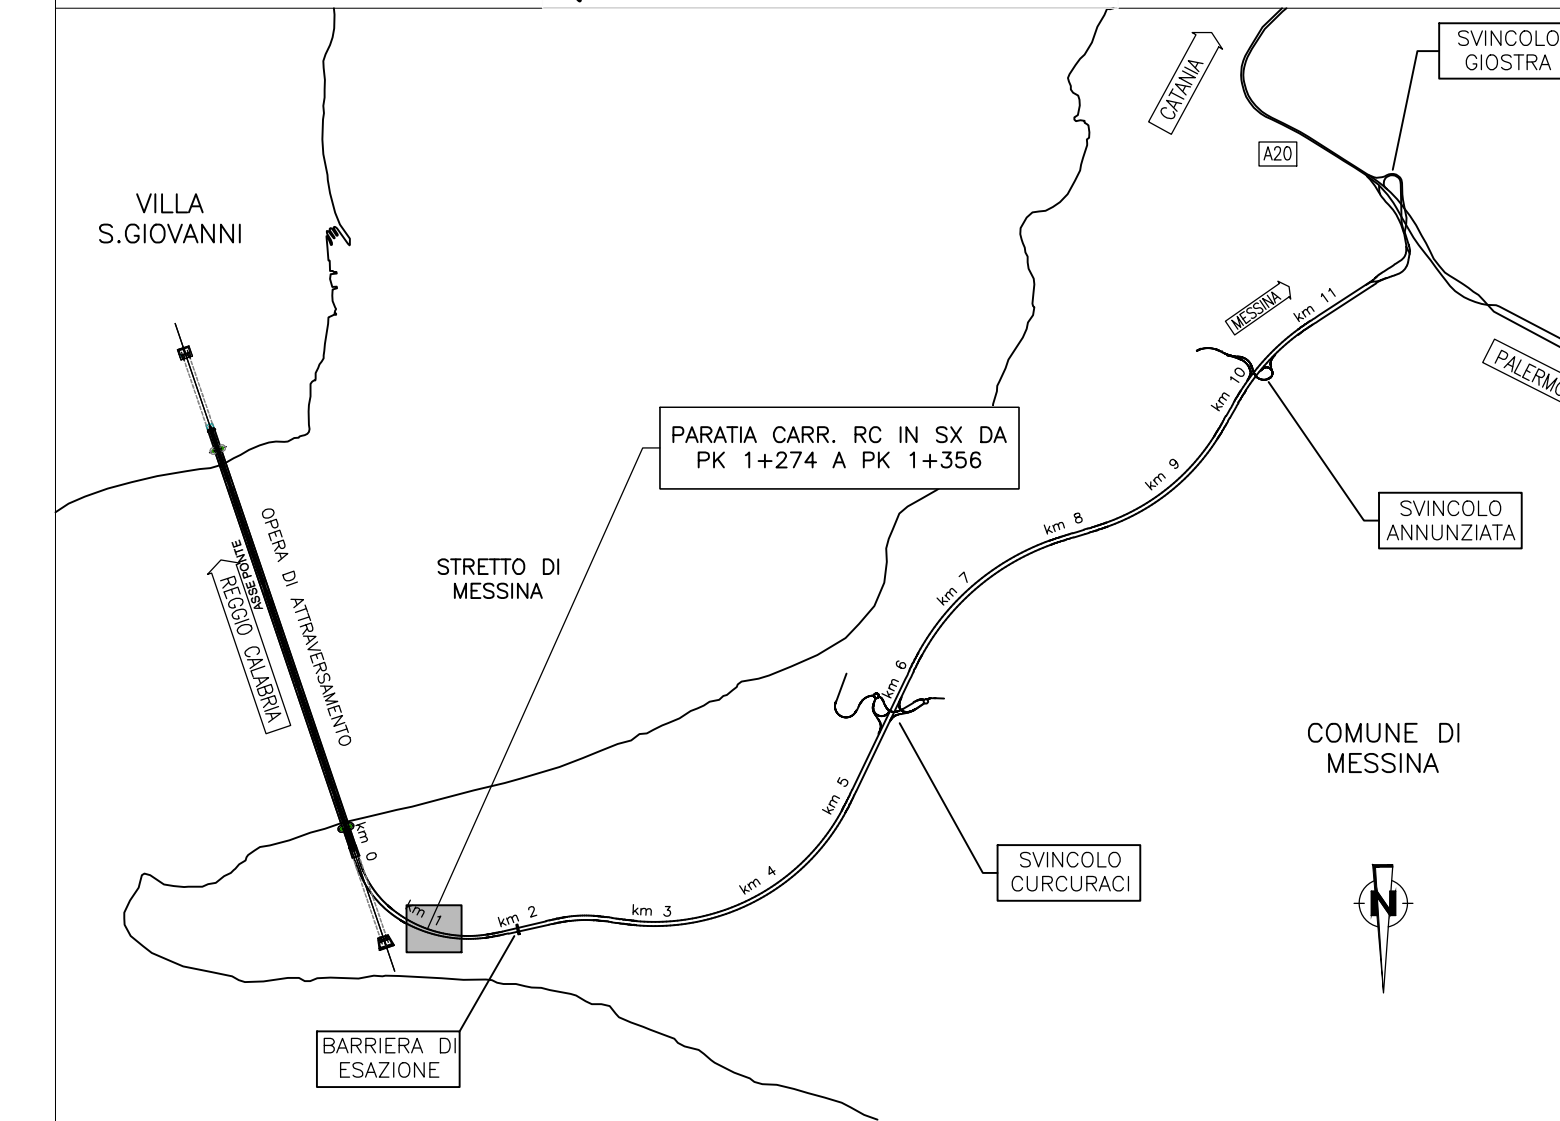 SVINCOLO
GIOSTRA
CATANIA
A20
VILLA
S.GIOVANNI
MESSINA
km 11
PALERMO
km 10
PARATIA CARR. RC IN SX DA
PK 1+274 A PK 1+356
km 9
SVINCOLO
ANNUNZIATA
km 8
OPERA DI ATTRAVERSAMENTO
ASSE PONTE
REGGIO CALABRIA
STRETTO DI
MESSINA
km 7
km 6
COMUNE DI
MESSINA
km 5
km 0
SVINCOLO
CURCURACI
km 4
km 3
km 2
km 1
N
BARRIERA DI
ESAZIONE